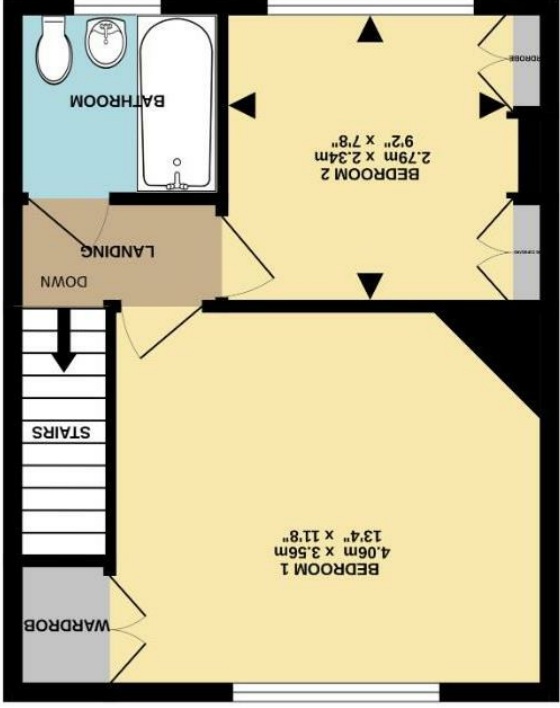 WARDROB
BEDROOM 1
4.06m x 3.56m
13'4" x 11'8"
STAIRS
DOWN
LANDING
BEDROOM 2
2.79m x 2.34m
9'2" x 7'8"
BATHROOM
RDROBE